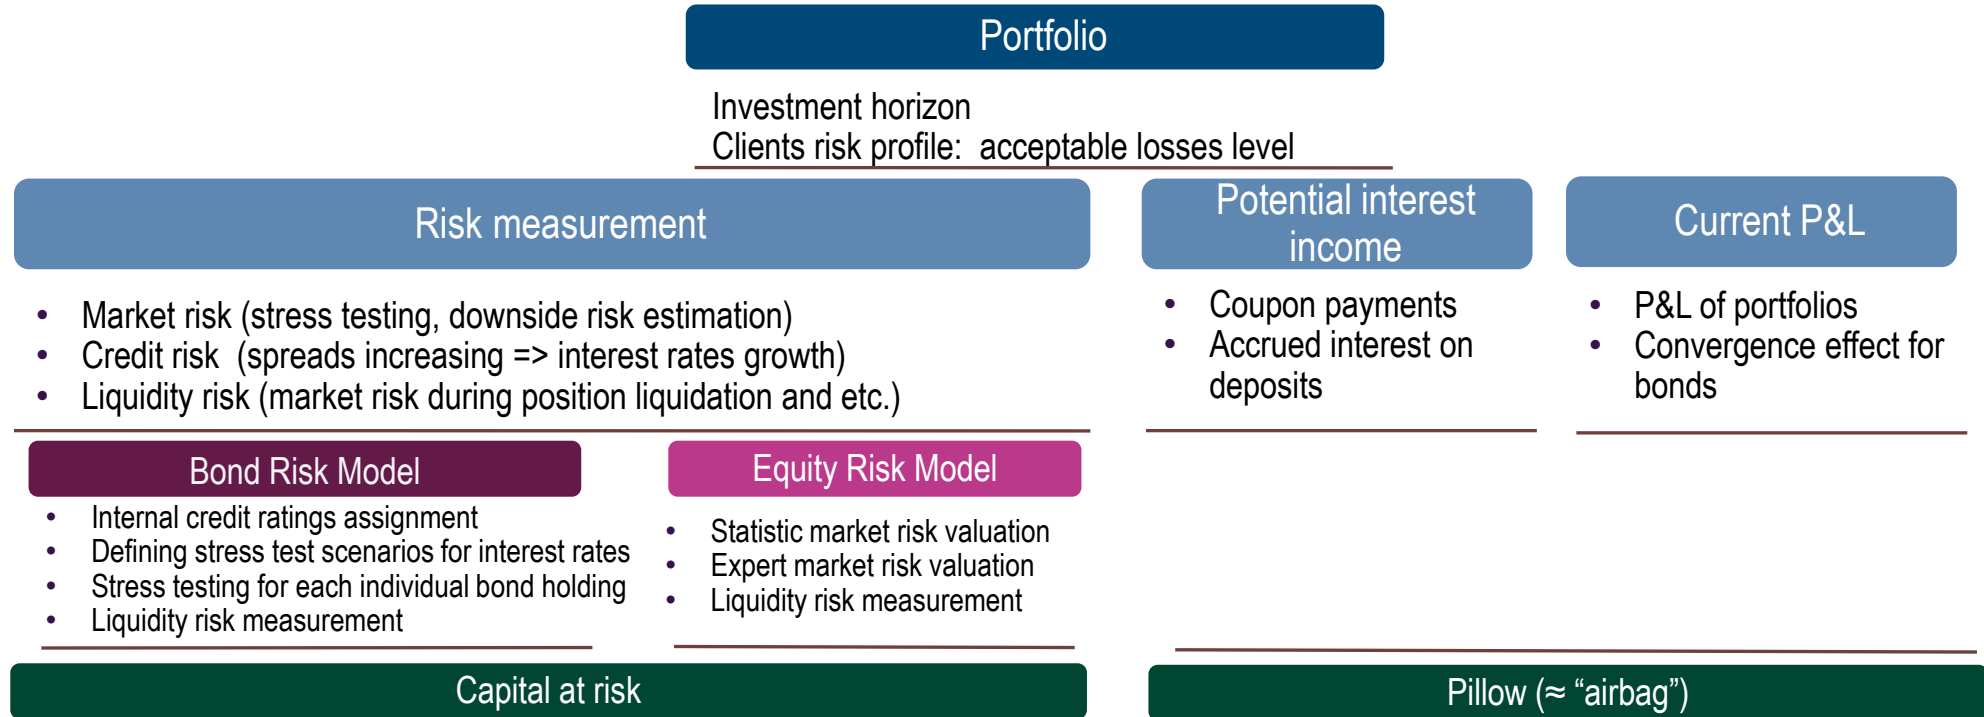 Portfolio
Investment horizon
Clients risk profile: acceptable losses level
Risk measurement
• Market risk (stress testing, downside risk estimation)
• Credit risk (spreads increasing => interest rates growth)
• Liquidity risk (market risk during position liquidation and etc.)
Potential interest
income
• Coupon payments
• Accrued interest on
deposits
Current P&L
• P&L of portfolios
• Convergence effect for
bonds
Bond Risk Model
• Internal credit ratings assignment
• Defining stress test scenarios for interest rates
• Stress testing for each individual bond holding
• Liquidity risk measurement
Equity Risk Model
• Statistic market risk valuation
• Expert market risk valuation
• Liquidity risk measurement
Capital at risk
Pillow (≈ “airbag”)